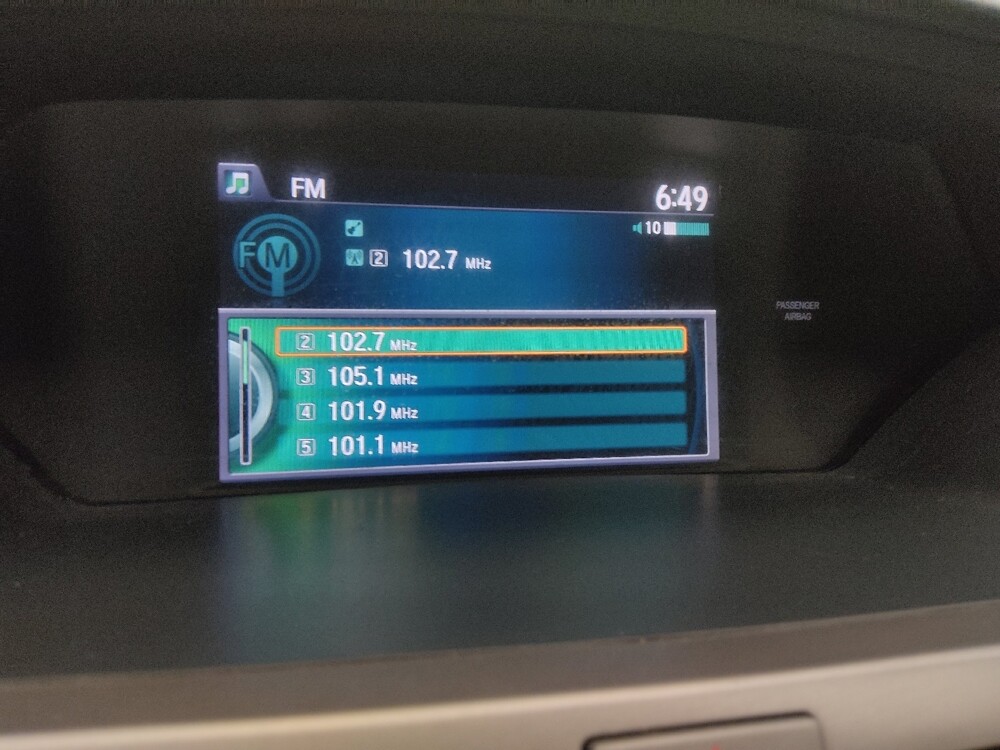 FM
6:49
10
FM
2 102.7 MHz
2 102.7 MHz
3 105.1 MHz
4 101.9 MHz
5 101.1 MHz
PASSENGER
AIRBAG